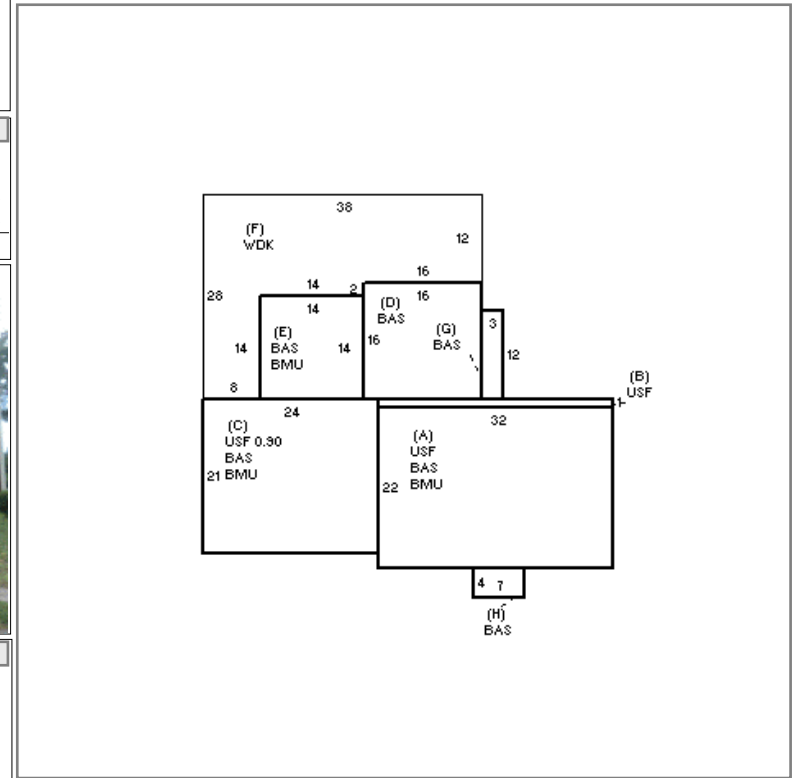 38
(F)
WDK
12
16
14
2
28
14
16
(D)
BAS
3
(E)
BAS
BMU
(G)
BAS
14
14
16
12
8
(B)
USF
1
24
32
(C)
USF 0.90
BAS
BMU
(A)
USF
BAS
BMU
21
22
4
7
(H)
BAS